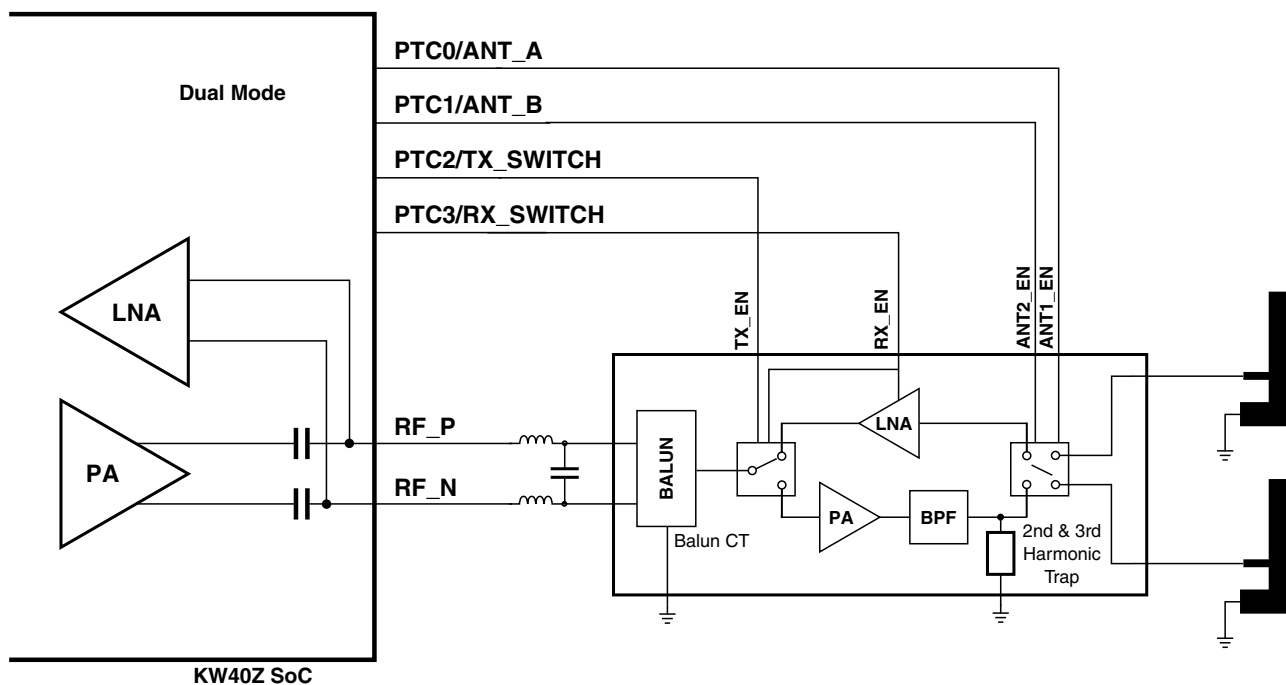 PTC0/ANT_A
Dual Mode
PTC1/ANT_B
PTC2/TX_SWITCH
PTC3/RX_SWITCH
LNA
TX_EN
RX_EN
ANT2_EN
ANT1_EN
LNA
RF_P
BALUN
PA
RF_N
PA
BPF
Balun CT
2nd & 3rd
Harmonic
Trap
KW40Z SoC